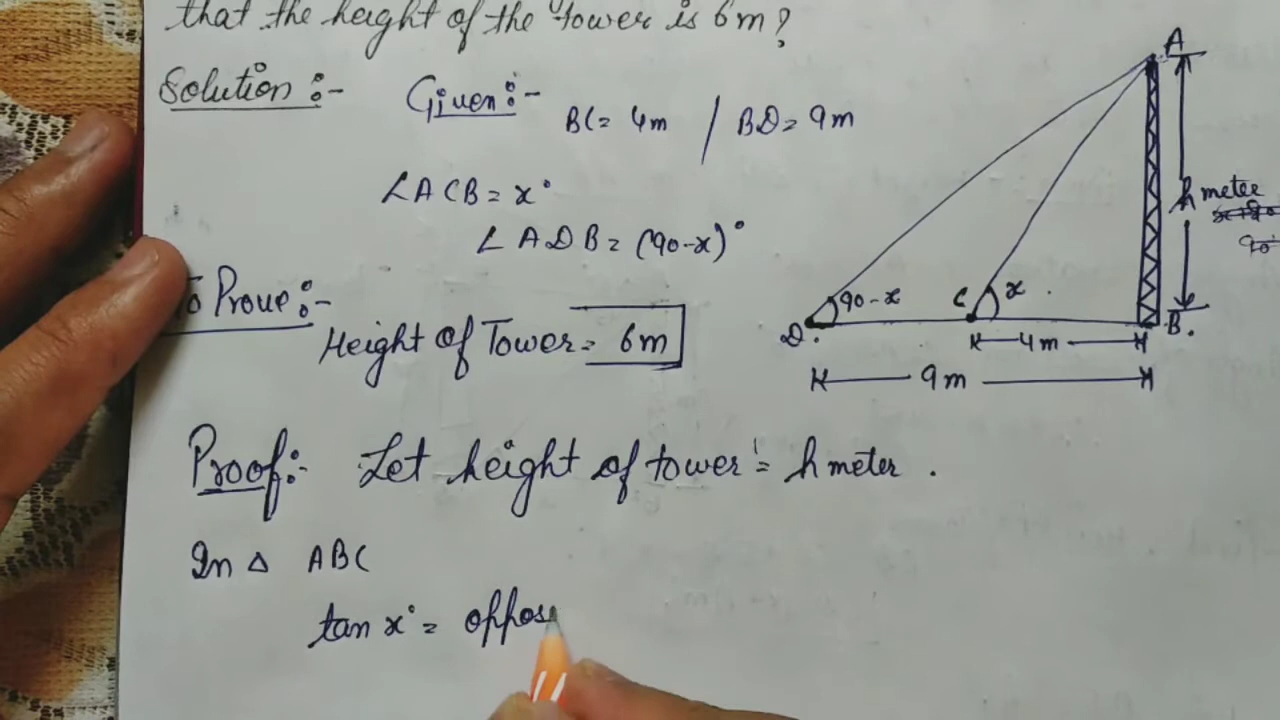 that the height of the tower is 6m?
Solution :-
Given :-
BC = 4m / BD = 9m
∠ACB = x°
∠ADB = (90-x)°
To Prove :-
Height of Tower = 6m
Proof :- Let height of tower = h meter .
In △ ABC
tan x° = oppos
A
h meter
90-x
C
x
D.
B.
4m
9m